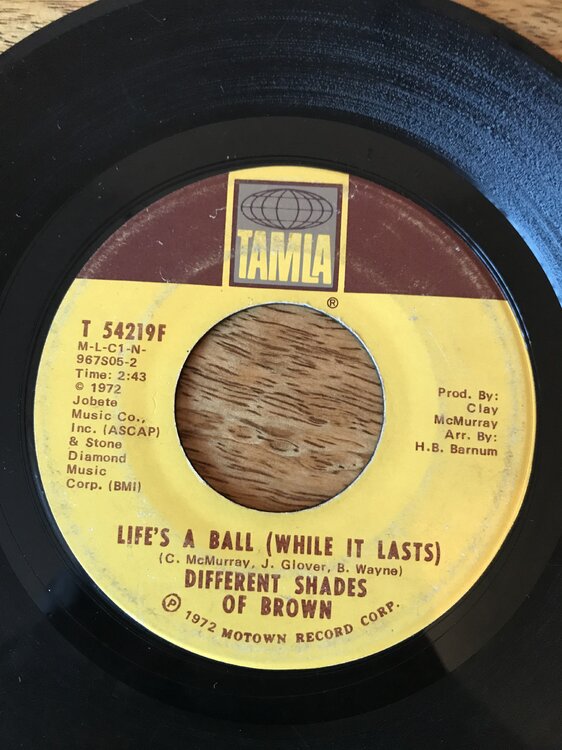 TAMLA
®
T 54219F
M-L-C1-N-
967S05-2
Time: 2:43
© 1972
Jobete
Music Co.,
Inc. (ASCAP)
& Stone
Diamond
Music
Corp. (BMI)
Prod. By:
Clay
McMurray
Arr. By:
H.B. Barnum
LIFE'S A BALL (WHILE IT LASTS)
(C. McMurray, J. Glover, B. Wayne)
DIFFERENT SHADES
OF BROWN
℗ 1972 MOTOWN RECORD CORP.